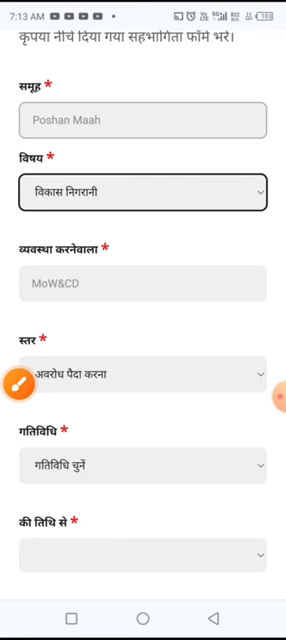 7:13 AM
कृपया नीचे दिया गया सहभागिता फॉर्म भरें।
समूह *
Poshan Maah
विषय *
विकास निगरानी
व्यवस्था करनेवाला *
MoW&CD
स्तर *
अवरोध पैदा करना
गतिविधि *
गतिविधि चुनें
की तिथि से *